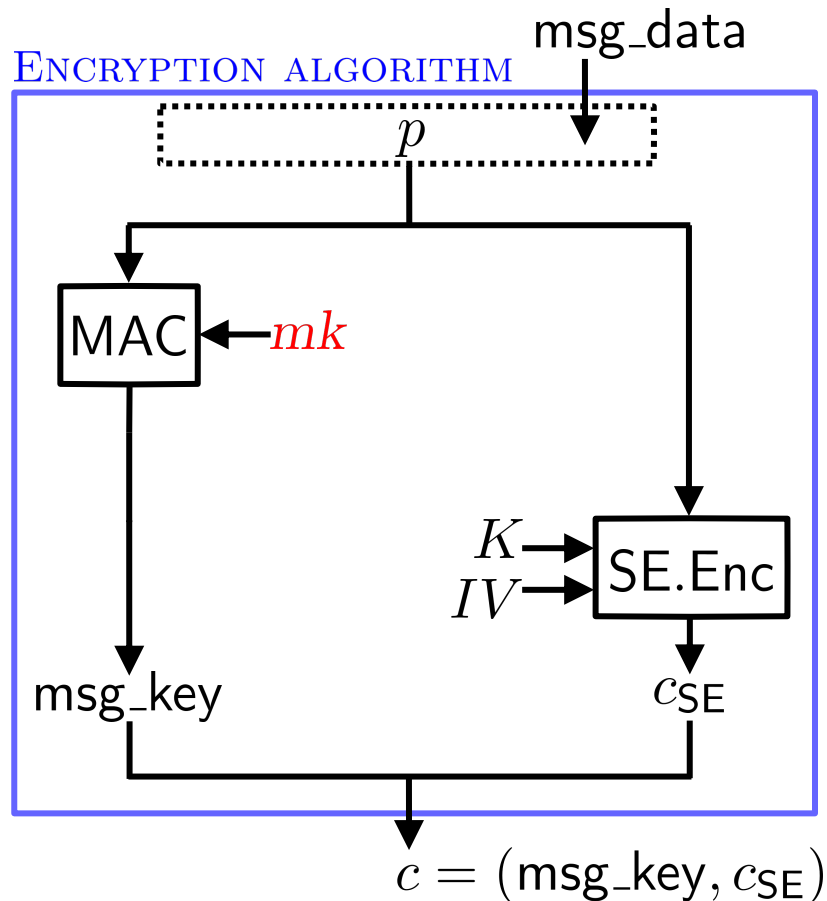 msg_data
ENCRYPTION ALGORITHM
p
MAC
mk
K
IV
SE.Enc
msg_key
c_SE
c = (msg_key, c_SE)